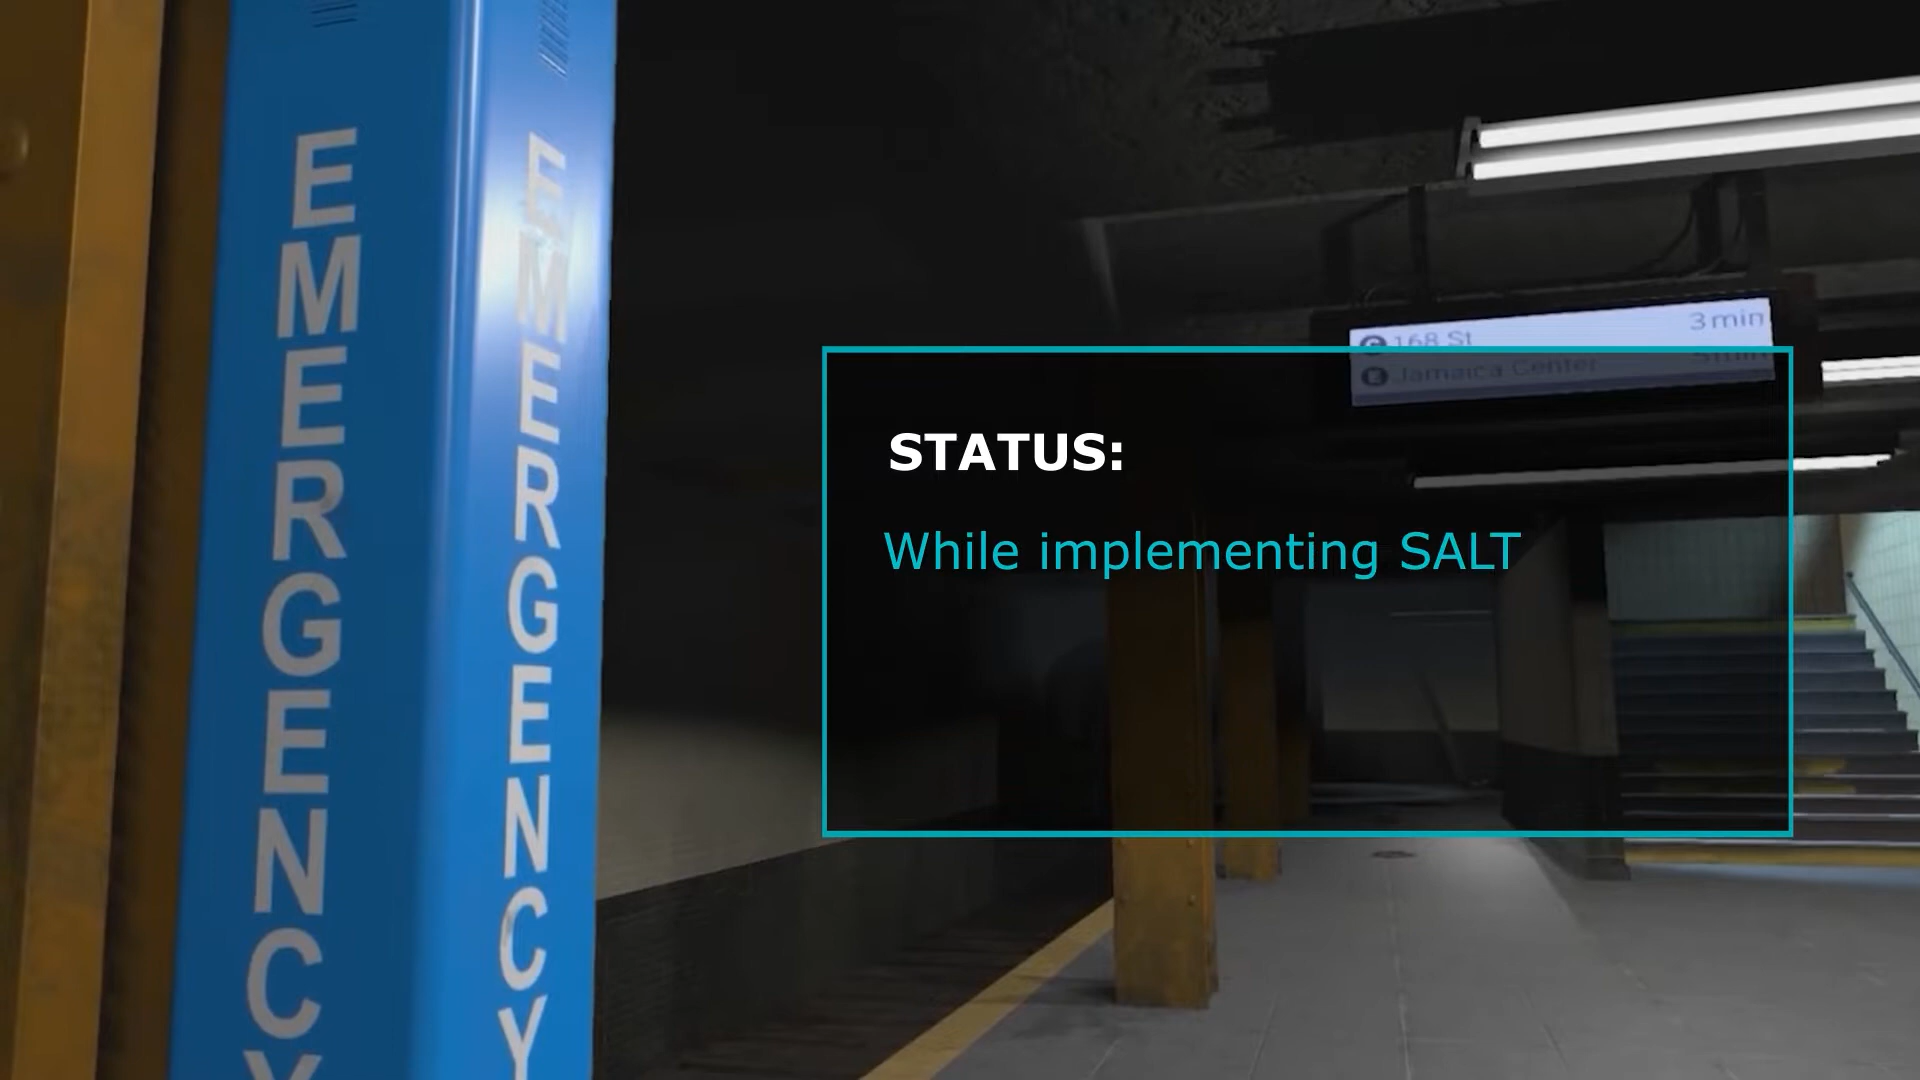 EMERGENCY
EMERGENCY
168 St
3 min
Jamaica Center
STATUS:
While implementing SALT